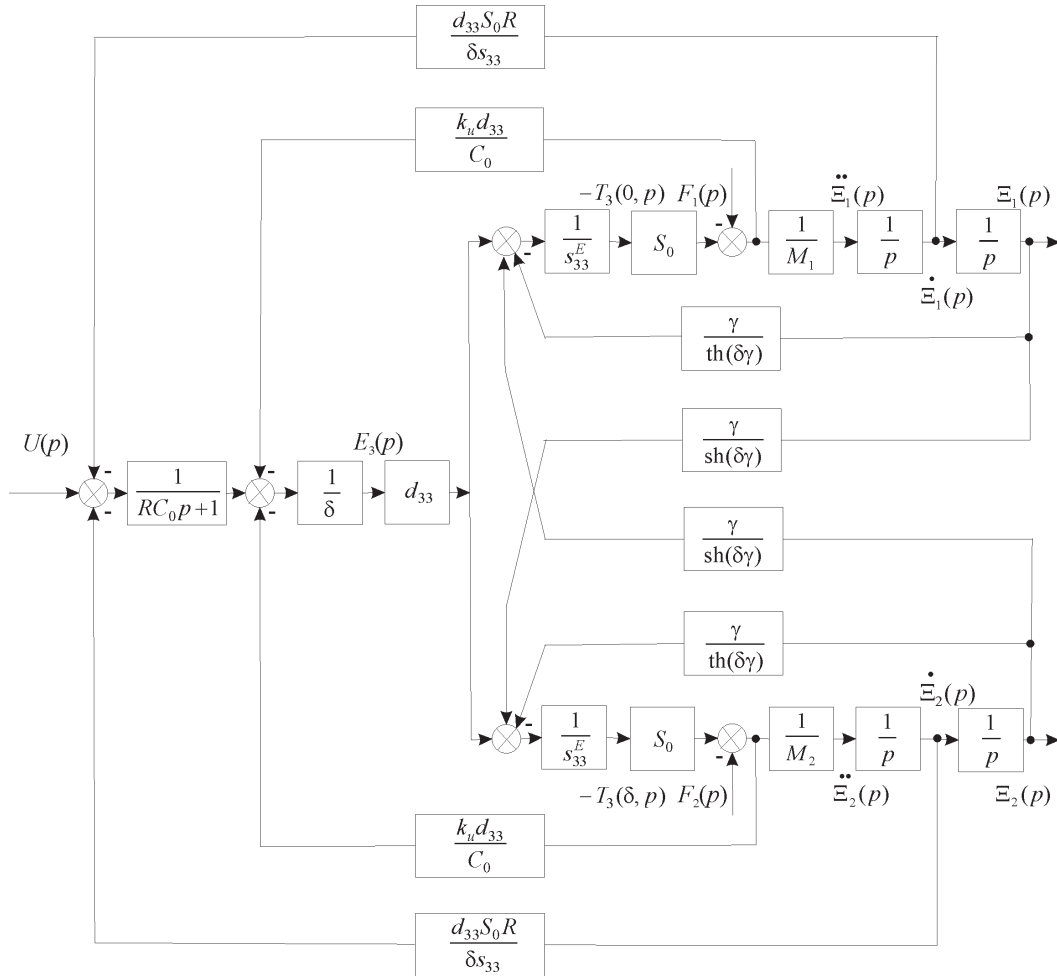 d₃₃S₀R
δs₃₃
kᵤd₃₃
C₀
−T₃(0, p) F₁(p) Ξ̈₁(p) Ξ₁(p)
-
-
1
s₃₃ᴱ
S₀
1
M₁
1
p
1
p
Ξ̇₁(p)
γ
th(δγ)
γ
sh(δγ)
U(p)
E₃(p)
-
-
1
RC₀p+1
-
-
1
δ
d₃₃
γ
sh(δγ)
γ
th(δγ)
Ξ̇₂(p)
-
1
s₃₃ᴱ
S₀
-
1
M₂
1
p
1
p
−T₃(δ, p) F₂(p) Ξ̈₂(p) Ξ₂(p)
kᵤd₃₃
C₀
d₃₃S₀R
δs₃₃